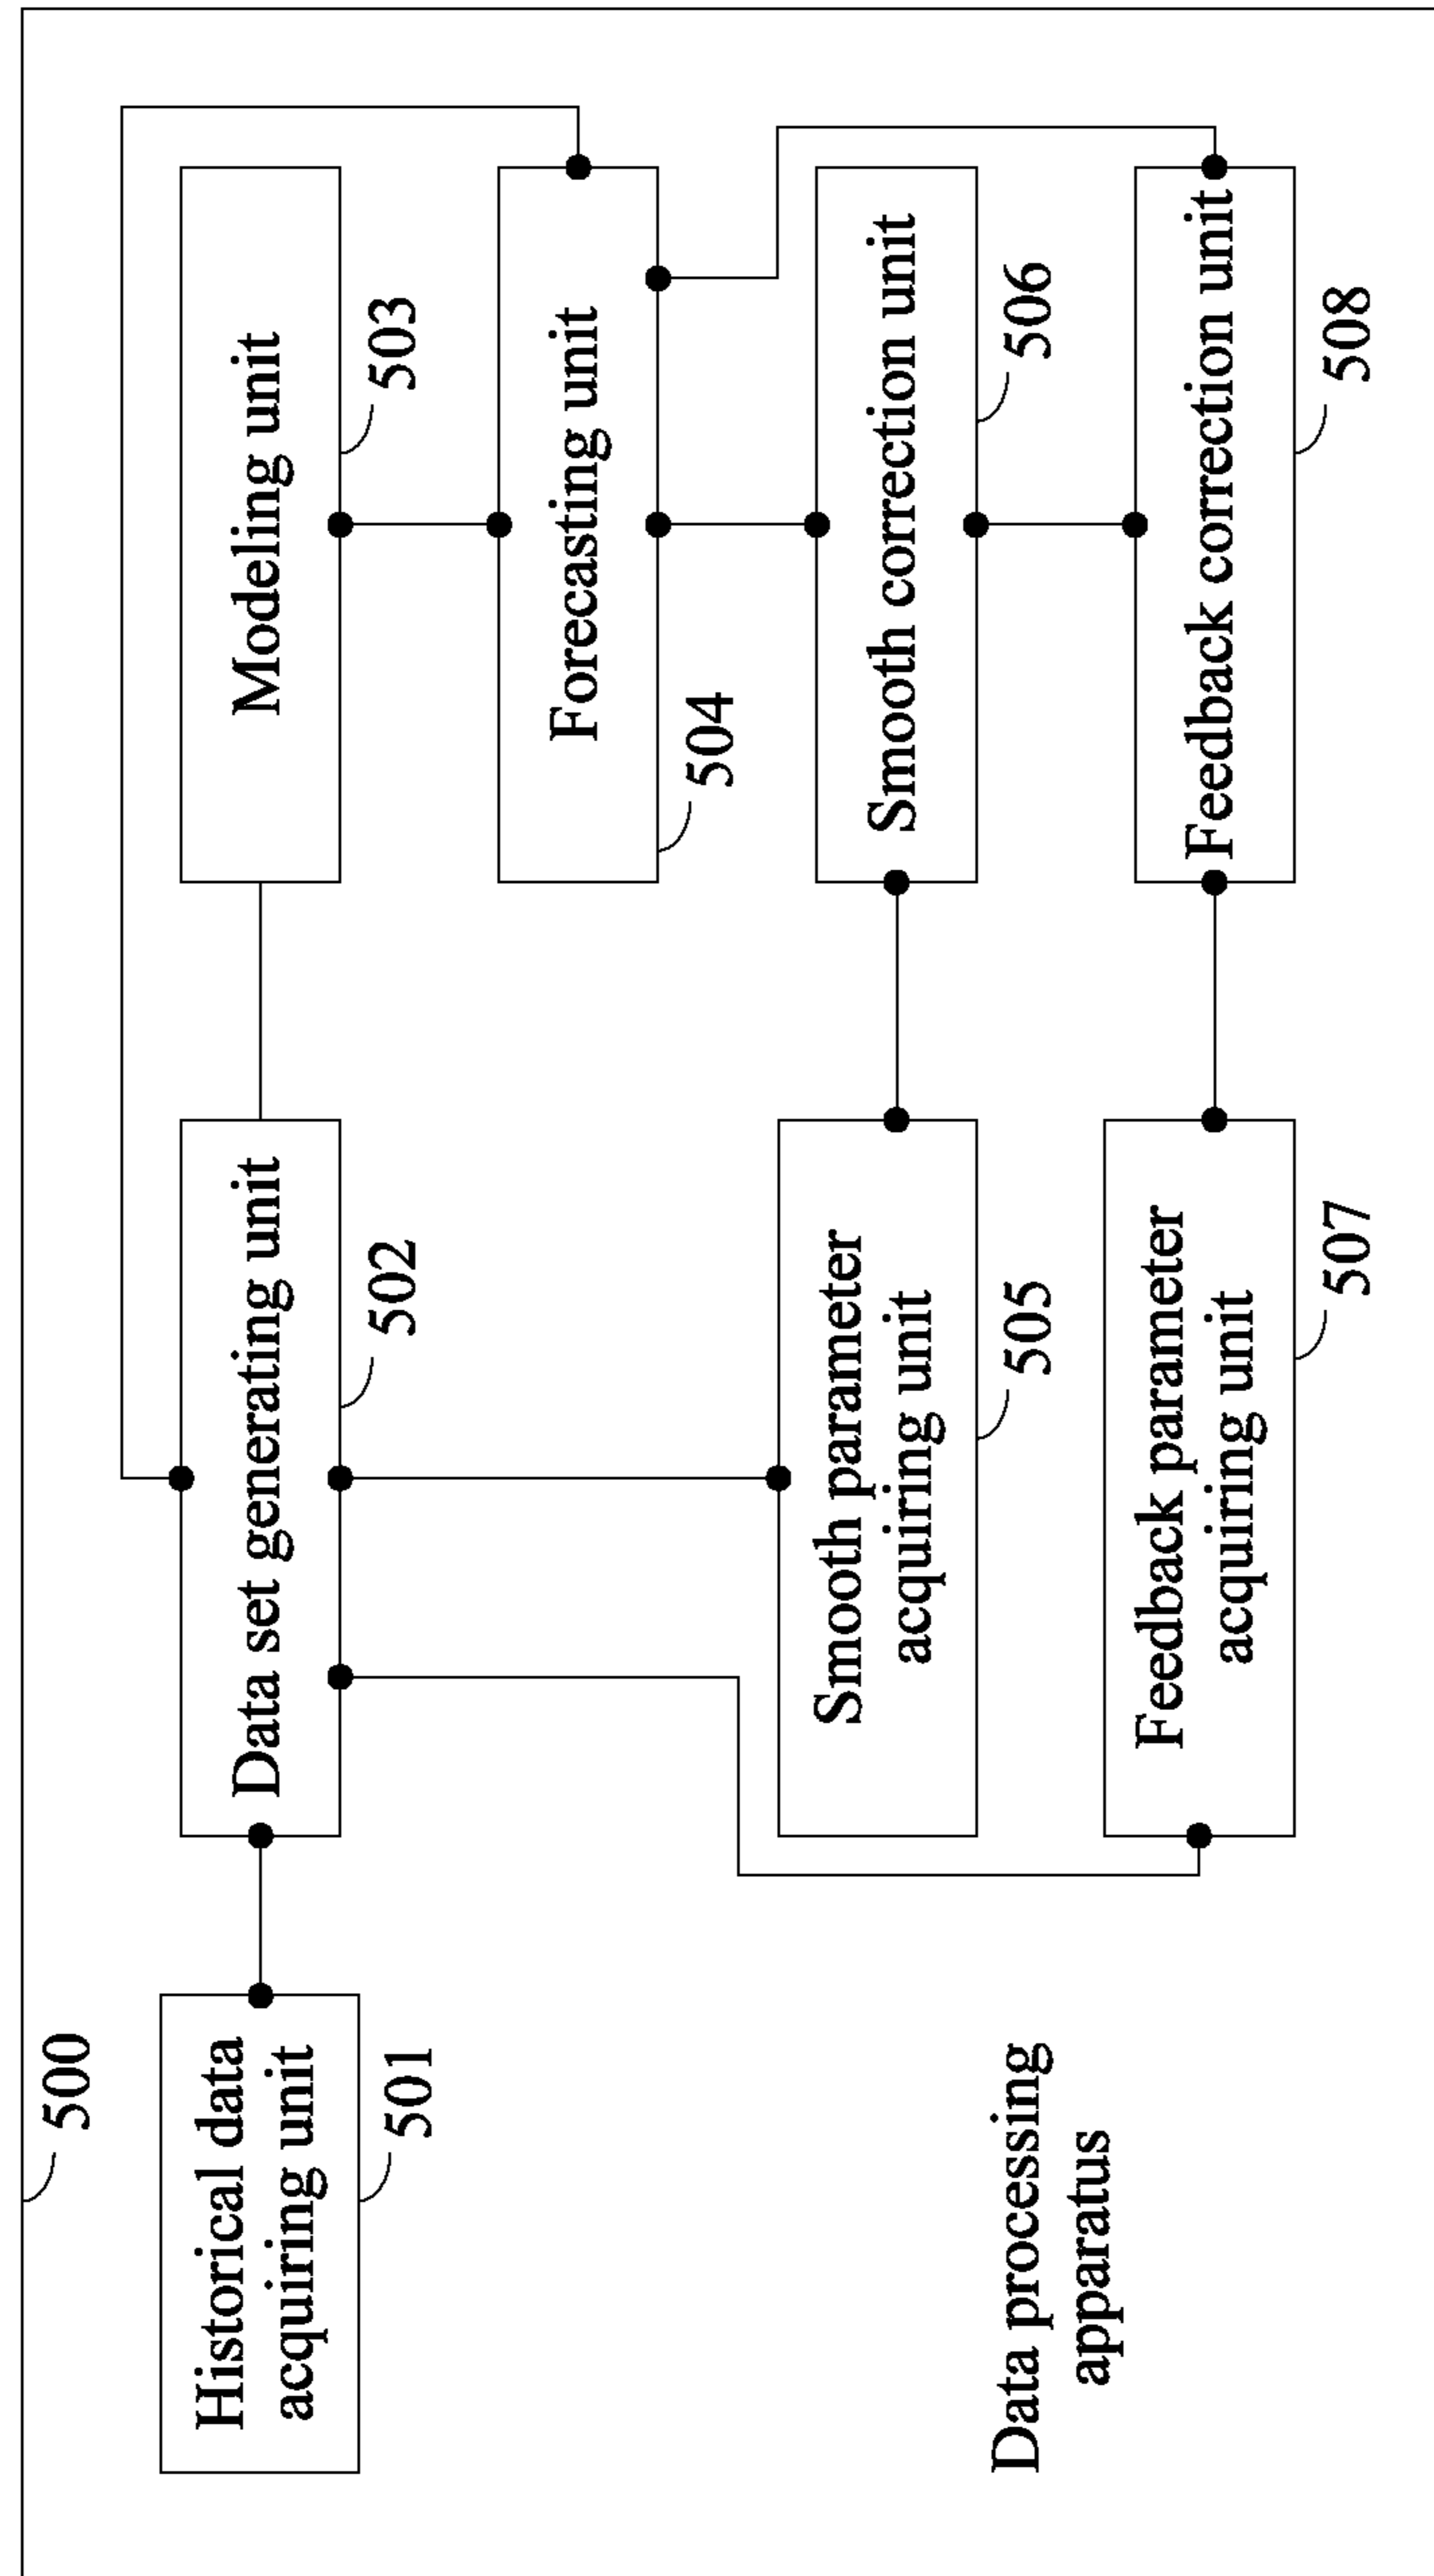 500
Historical data
acquiring unit
501
Data set generating unit
502
Modeling unit
503
Forecasting unit
504
Smooth parameter
acquiring unit
505
Smooth correction unit
506
Feedback parameter
acquiring unit
507
Feedback correction unit
508
Data processing
apparatus